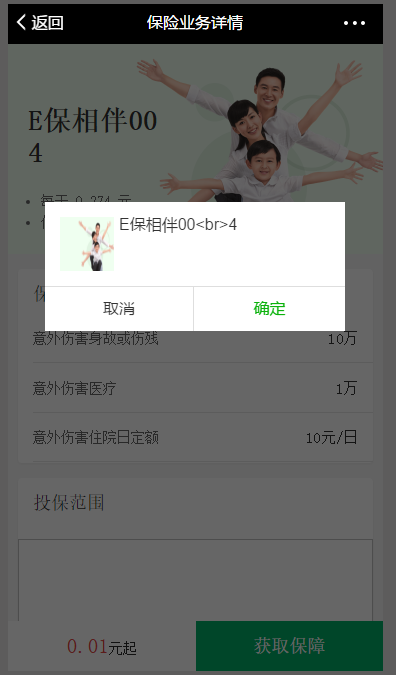 返回
保险业务详情
E保相伴00
4
每天 0.274 元
E保相伴00<br>4
取消
确定
保
意外伤害身故或伤残
10万
意外伤害医疗
1万
意外伤害住院日定额
10元/日
投保范围
0.01元起
获取保障